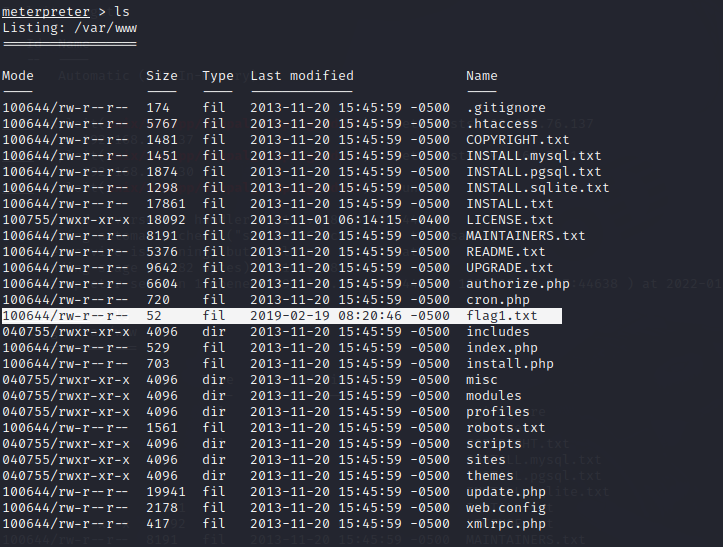 meterpreter > ls
Listing: /var/www
=================
Mode Size Type Last modified Name
---- ---- ---- ------------- ----
100644/rw-r--r-- 174 fil 2013-11-20 15:45:59 -0500 .gitignore
100644/rw-r--r-- 5767 fil 2013-11-20 15:45:59 -0500 .htaccess
100644/rw-r--r-- 1481 fil 2013-11-20 15:45:59 -0500 COPYRIGHT.txt
100644/rw-r--r-- 1451 fil 2013-11-20 15:45:59 -0500 INSTALL.mysql.txt
100644/rw-r--r-- 1874 fil 2013-11-20 15:45:59 -0500 INSTALL.pgsql.txt
100644/rw-r--r-- 1298 fil 2013-11-20 15:45:59 -0500 INSTALL.sqlite.txt
100644/rw-r--r-- 17861 fil 2013-11-20 15:45:59 -0500 INSTALL.txt
100755/rwxr-xr-x 18092 fil 2013-11-01 06:14:15 -0400 LICENSE.txt
100644/rw-r--r-- 8191 fil 2013-11-20 15:45:59 -0500 MAINTAINERS.txt
100644/rw-r--r-- 5376 fil 2013-11-20 15:45:59 -0500 README.txt
100644/rw-r--r-- 9642 fil 2013-11-20 15:45:59 -0500 UPGRADE.txt
100644/rw-r--r-- 6604 fil 2013-11-20 15:45:59 -0500 authorize.php
100644/rw-r--r-- 720 fil 2013-11-20 15:45:59 -0500 cron.php
100644/rw-r--r-- 52 fil 2019-02-19 08:20:46 -0500 flag1.txt
040755/rwxr-xr-x 4096 dir 2013-11-20 15:45:59 -0500 includes
100644/rw-r--r-- 529 fil 2013-11-20 15:45:59 -0500 index.php
100644/rw-r--r-- 703 fil 2013-11-20 15:45:59 -0500 install.php
040755/rwxr-xr-x 4096 dir 2013-11-20 15:45:59 -0500 misc
040755/rwxr-xr-x 4096 dir 2013-11-20 15:45:59 -0500 modules
040755/rwxr-xr-x 4096 dir 2013-11-20 15:45:59 -0500 profiles
100644/rw-r--r-- 1561 fil 2013-11-20 15:45:59 -0500 robots.txt
040755/rwxr-xr-x 4096 dir 2013-11-20 15:45:59 -0500 scripts
040755/rwxr-xr-x 4096 dir 2013-11-20 15:45:59 -0500 sites
040755/rwxr-xr-x 4096 dir 2013-11-20 15:45:59 -0500 themes
100644/rw-r--r-- 19941 fil 2013-11-20 15:45:59 -0500 update.php
100644/rw-r--r-- 2178 fil 2013-11-20 15:45:59 -0500 web.config
100644/rw-r--r-- 417 fil 2013-11-20 15:45:59 -0500 xmlrpc.php